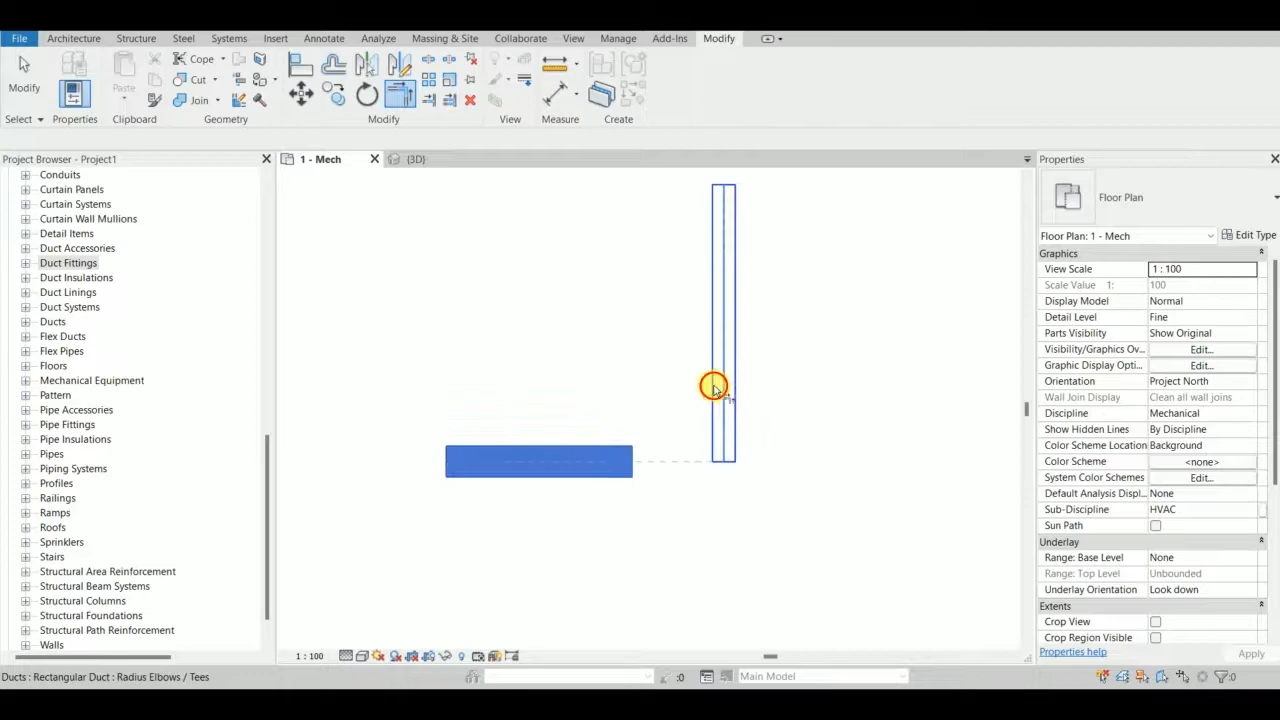 File Architecture Structure Steel Systems Insert Annotate Analyze Massing & Site Collaborate View Manage Add-Ins Modify
Modify Paste Cope Cut Join
Select Properties Clipboard Geometry Modify View Measure Create
Project Browser - Project1
1 - Mech {3D}
Properties
Conduits
Curtain Panels
Curtain Systems
Curtain Wall Mullions
Detail Items
Duct Accessories
Duct Fittings
Duct Insulations
Duct Linings
Duct Systems
Ducts
Flex Ducts
Flex Pipes
Floors
Mechanical Equipment
Pattern
Pipe Accessories
Pipe Fittings
Pipe Insulations
Pipes
Piping Systems
Profiles
Railings
Ramps
Roofs
Sprinklers
Stairs
Structural Area Reinforcement
Structural Beam Systems
Structural Columns
Structural Foundations
Structural Path Reinforcement
Walls
1 : 100
Floor Plan
Floor Plan: 1 - Mech Edit Type
Graphics
View Scale 1 : 100
Scale Value 1: 100
Display Model Normal
Detail Level Fine
Parts Visibility Show Original
Visibility/Graphics Ov... Edit...
Graphic Display Opti... Edit...
Orientation Project North
Wall Join Display Clean all wall joins
Discipline Mechanical
Show Hidden Lines By Discipline
Color Scheme Location Background
Color Scheme <none>
System Color Schemes Edit...
Default Analysis Displ... None
Sub-Discipline HVAC
Sun Path
Underlay
Range: Base Level None
Range: Top Level Unbounded
Underlay Orientation Look down
Extents
Crop View
Crop Region Visible
Properties help Apply
Ducts : Rectangular Duct : Radius Elbows / Tees :0 Main Model :0